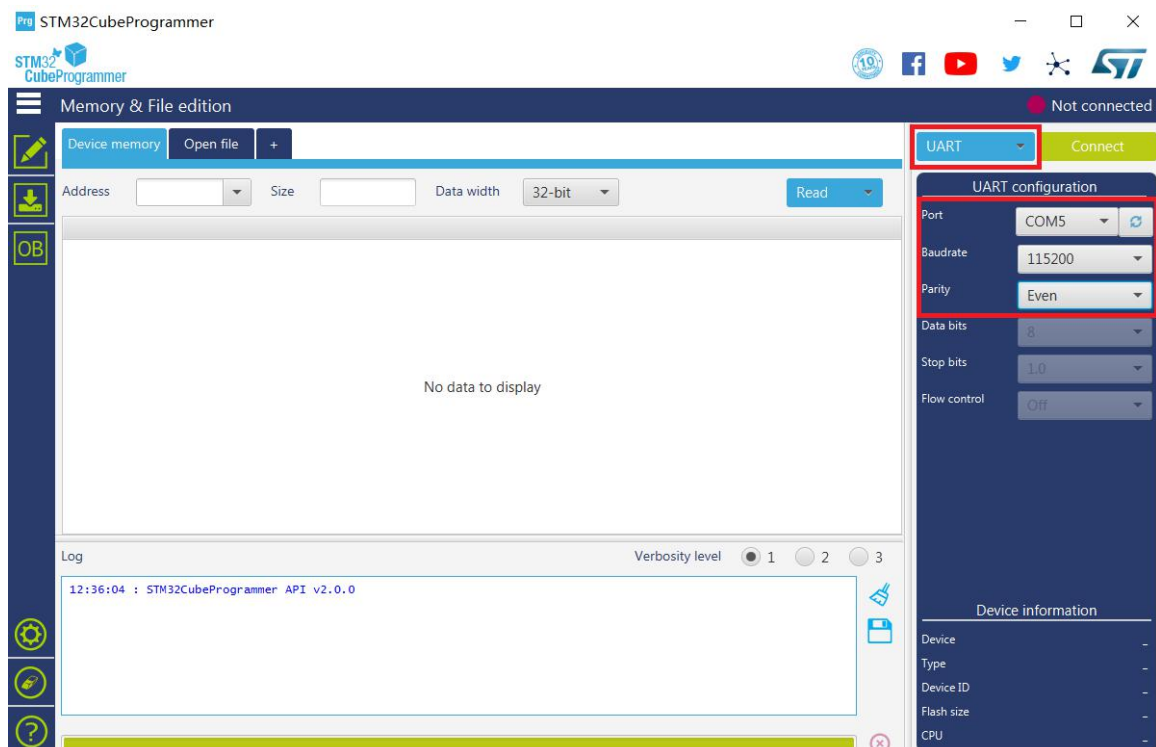 Prg STM32CubeProgrammer
STM32
CubeProgrammer
10
Memory & File edition
Not connected
Device memory Open file +
UART Connect
Address Size Data width 32-bit Read
UART configuration
Port COM5
Baudrate 115200
Parity Even
Data bits 8
Stop bits 1.0
Flow control Off
OB
No data to display
Log Verbosity level 1 2 3
12:36:04 : STM32CubeProgrammer API v2.0.0
Device information
Device -
Type -
Device ID -
Flash size -
CPU -